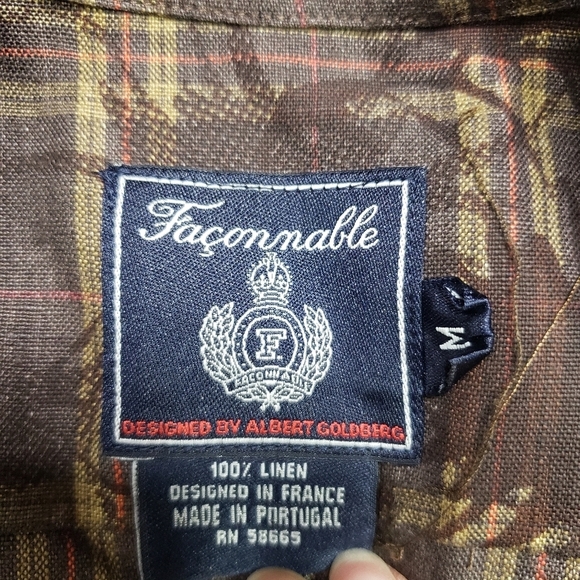 Façonnable
M
F
FAÇONNABLE
DESIGNED BY ALBERT GOLDBERG
100% LINEN
DESIGNED IN FRANCE
MADE IN PORTUGAL
RN 58665